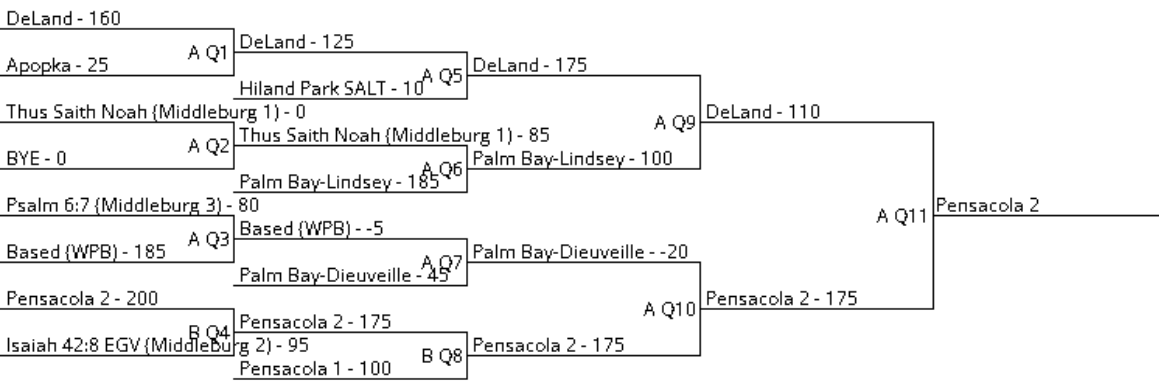 DeLand - 160
A Q1
Apopka - 25
DeLand - 125
A Q5
Hiland Park SALT - 10
DeLand - 175
Thus Saith Noah (Middleburg 1) - 0
A Q2
BYE - 0
Thus Saith Noah (Middleburg 1) - 85
A Q6
Palm Bay-Lindsey - 185
A Q9
Palm Bay-Lindsey - 100
DeLand - 110
Psalm 6:7 (Middleburg 3) - 80
A Q3
Based (WPB) - 185
Based (WPB) - -5
A Q7
Palm Bay-Dieuveille - 45
Palm Bay-Dieuveille - -20
A Q11
Pensacola 2
Pensacola 2 - 200
B Q4
Isaiah 42:8 EGV (Middleburg 2) - 95
Pensacola 2 - 175
B Q8
Pensacola 1 - 100
A Q10
Pensacola 2 - 175
Pensacola 2 - 175